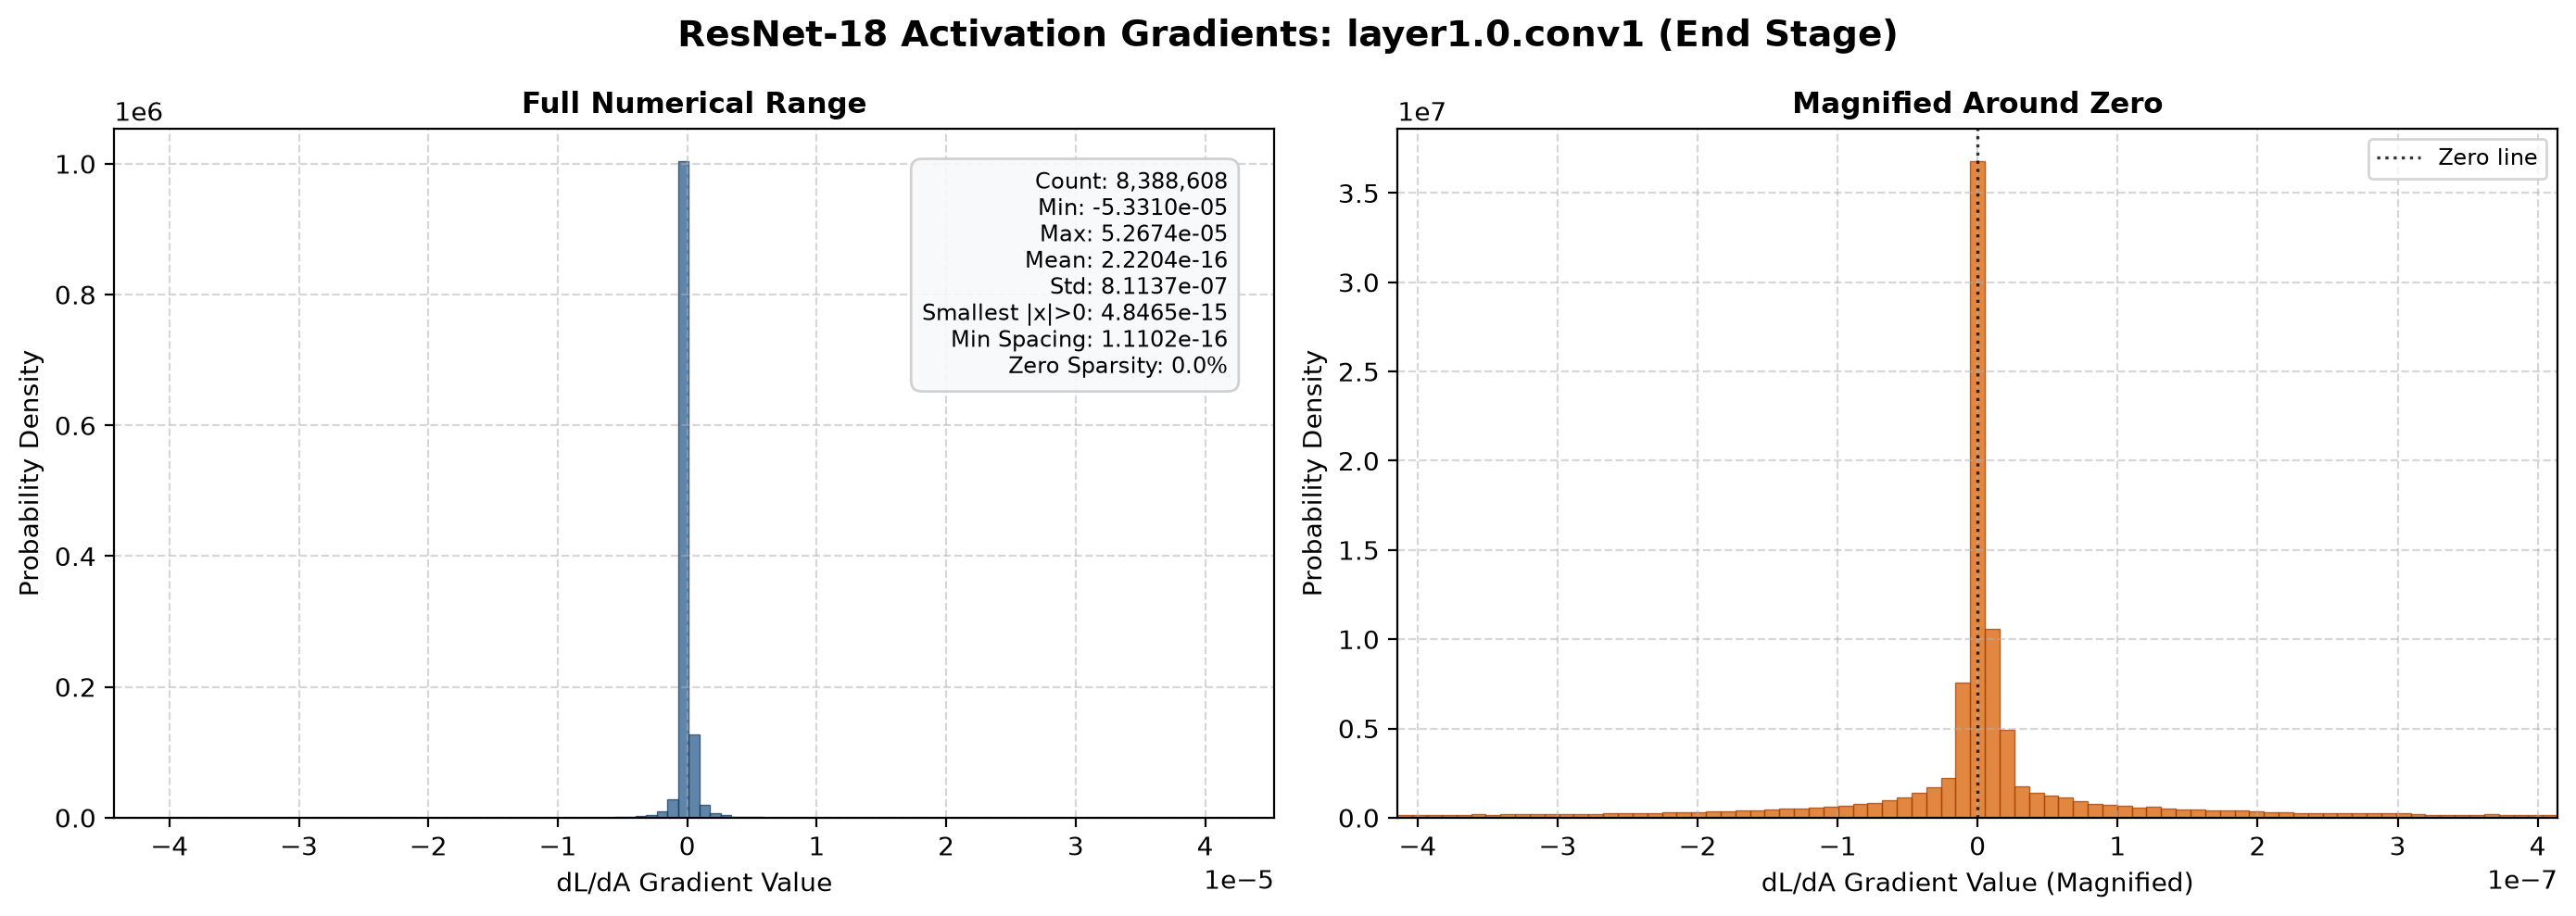 ResNet-18 Activation Gradients: layer1.0.conv1 (End Stage)
Full Numerical Range
1e6
1.0
0.8
0.6
0.4
0.2
0.0
Probability Density
Count: 8,388,608
Min: -5.3310e-05
Max: 5.2674e-05
Mean: 2.2204e-16
Std: 8.1137e-07
Smallest |x|>0: 4.8465e-15
Min Spacing: 1.1102e-16
Zero Sparsity: 0.0%
−4 −3 −2 −1 0 1 2 3 4
1e−5
dL/dA Gradient Value
Magnified Around Zero
1e7
Zero line
3.5
3.0
2.5
2.0
1.5
1.0
0.5
0.0
Probability Density
−4 −3 −2 −1 0 1 2 3 4
1e−7
dL/dA Gradient Value (Magnified)